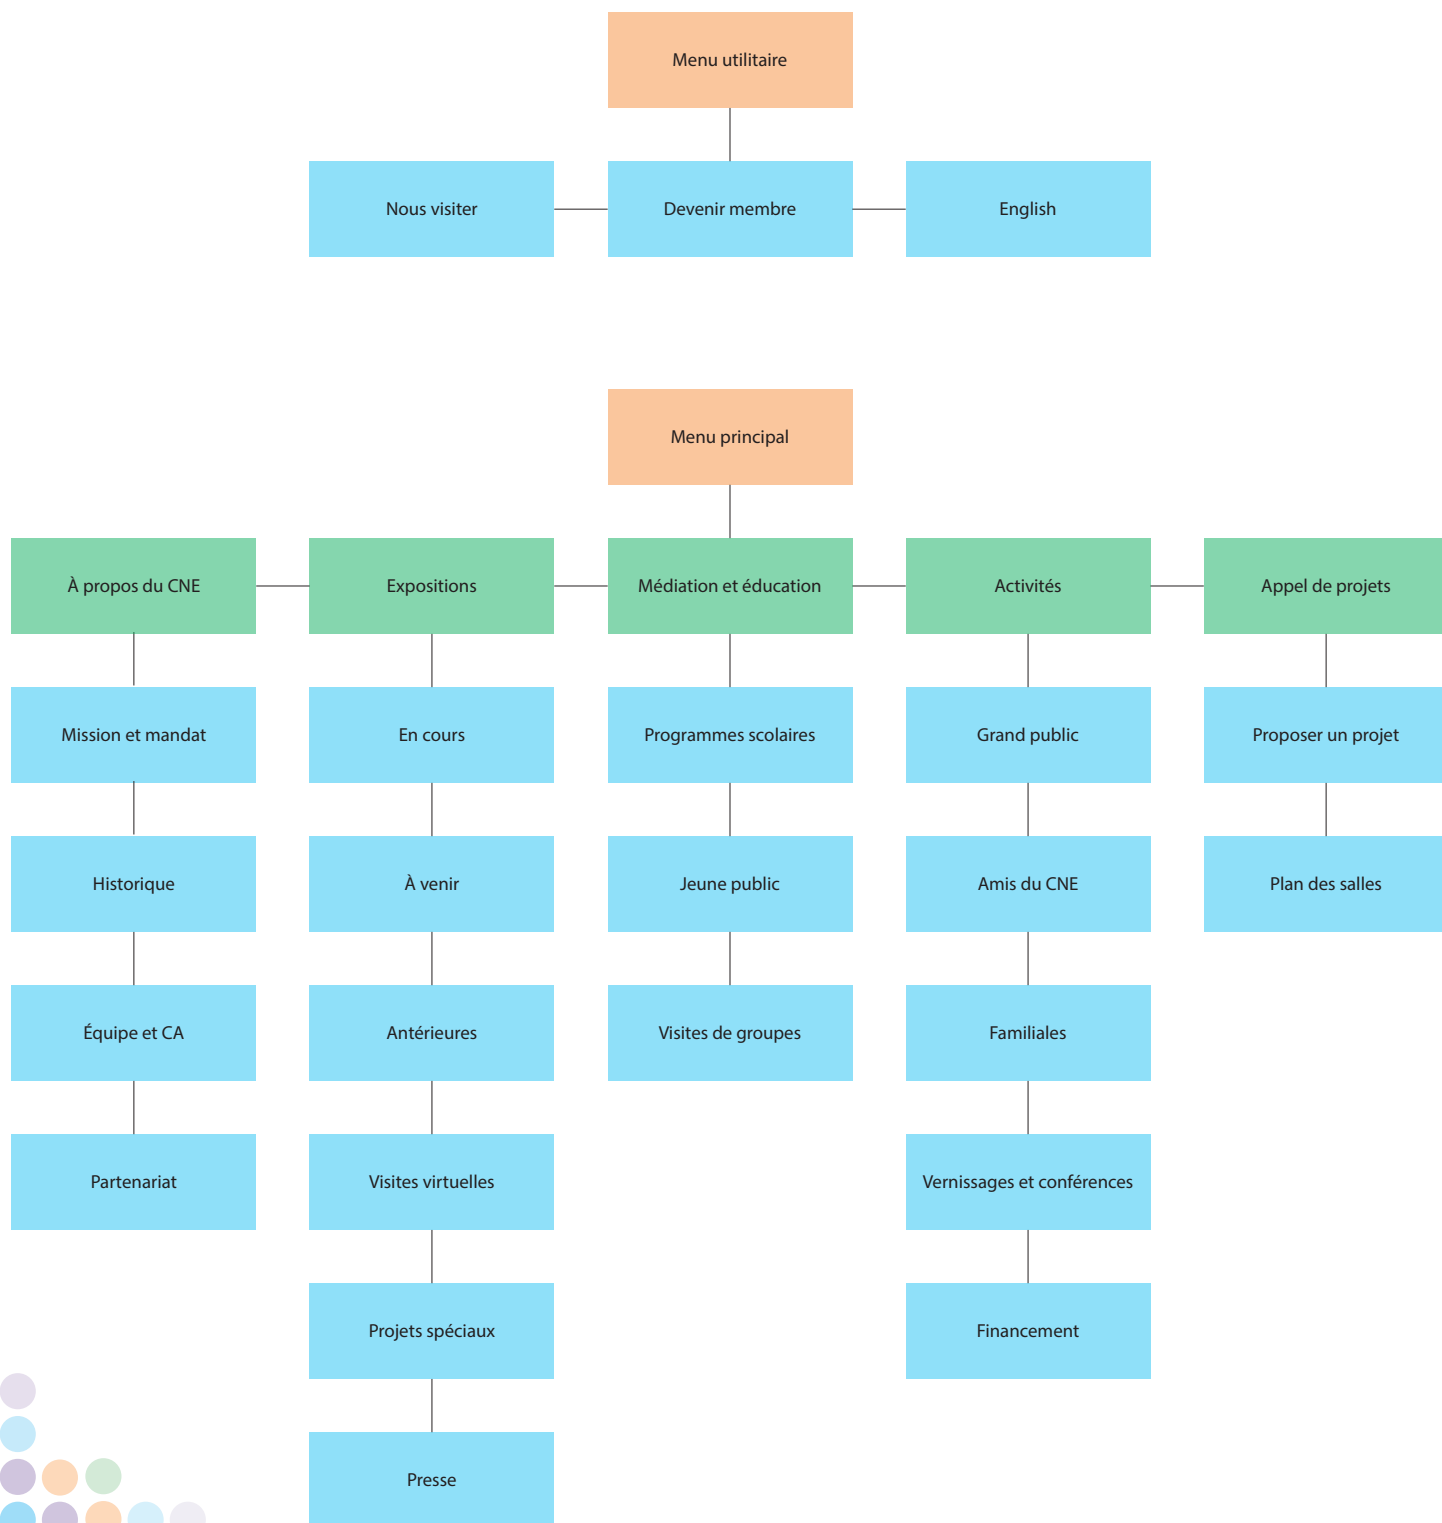 Menu utilitaire
Nous visiter
Devenir membre
English
Menu principal
À propos du CNE
Expositions
Médiation et éducation
Activités
Appel de projets
Mission et mandat
En cours
Programmes scolaires
Grand public
Proposer un projet
Historique
À venir
Jeune public
Amis du CNE
Plan des salles
Équipe et CA
Antérieures
Visites de groupes
Familiales
Partenariat
Visites virtuelles
Vernissages et conférences
Projets spéciaux
Financement
Presse